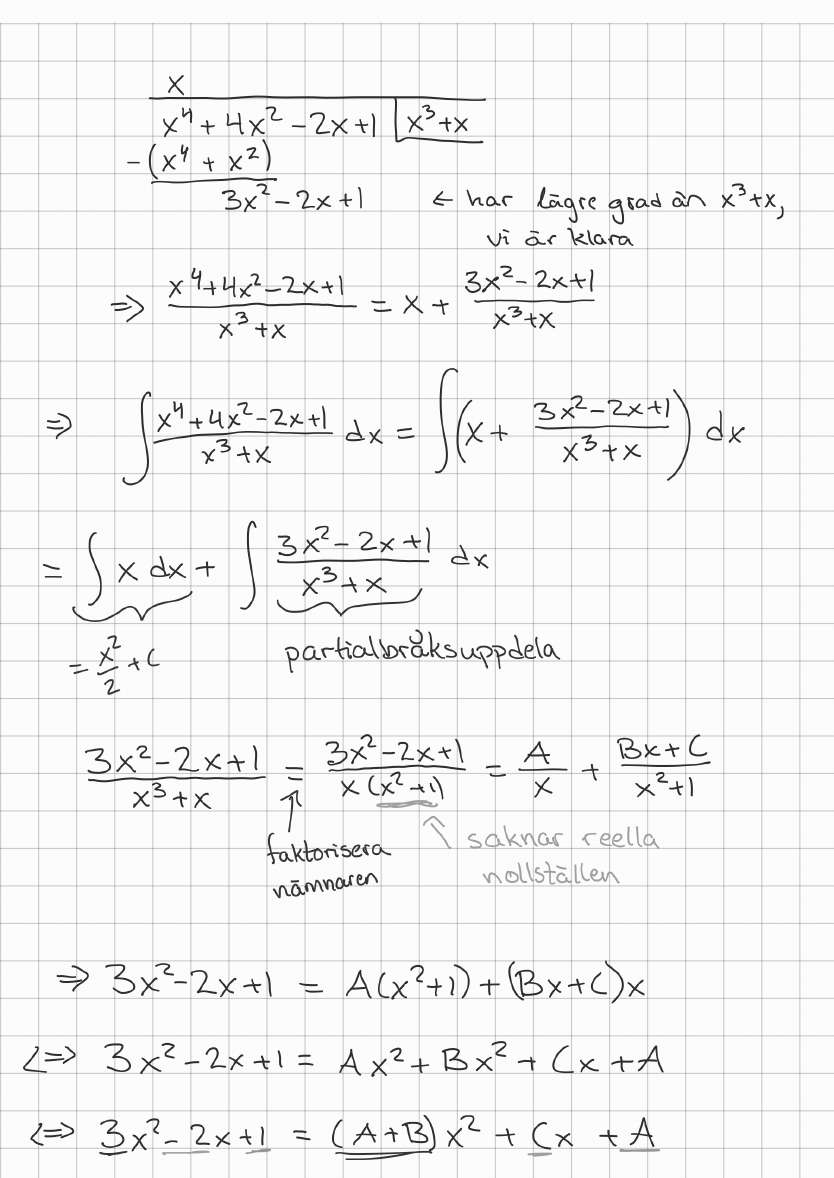 x
x⁴ + 4x² - 2x + 1 | x³+x
-(x⁴ + x²)
3x² - 2x + 1 ← har lägre grad än x³+x,
vi är klara
⇒ (x⁴+4x²-2x+1)/(x³+x) = x + (3x²-2x+1)/(x³+x)
⇒ ∫ (x⁴+4x²-2x+1)/(x³+x) dx = ∫ (x + (3x²-2x+1)/(x³+x)) dx
= ∫ x dx + ∫ (3x²-2x+1)/(x³+x) dx
= x²/2 + C partialbråksuppdela
(3x²-2x+1)/(x³+x) = (3x²-2x+1)/(x(x²+1)) = A/x + (Bx+C)/(x²+1)
↑ faktorisera
nämnaren
↖ saknar reella
nollställen
⇒ 3x²-2x+1 = A(x²+1)+(Bx+C)x
⇔ 3x²-2x+1 = Ax²+Bx²+Cx+A
⇔ 3x²-2x+1 = (A+B)x² + Cx + A